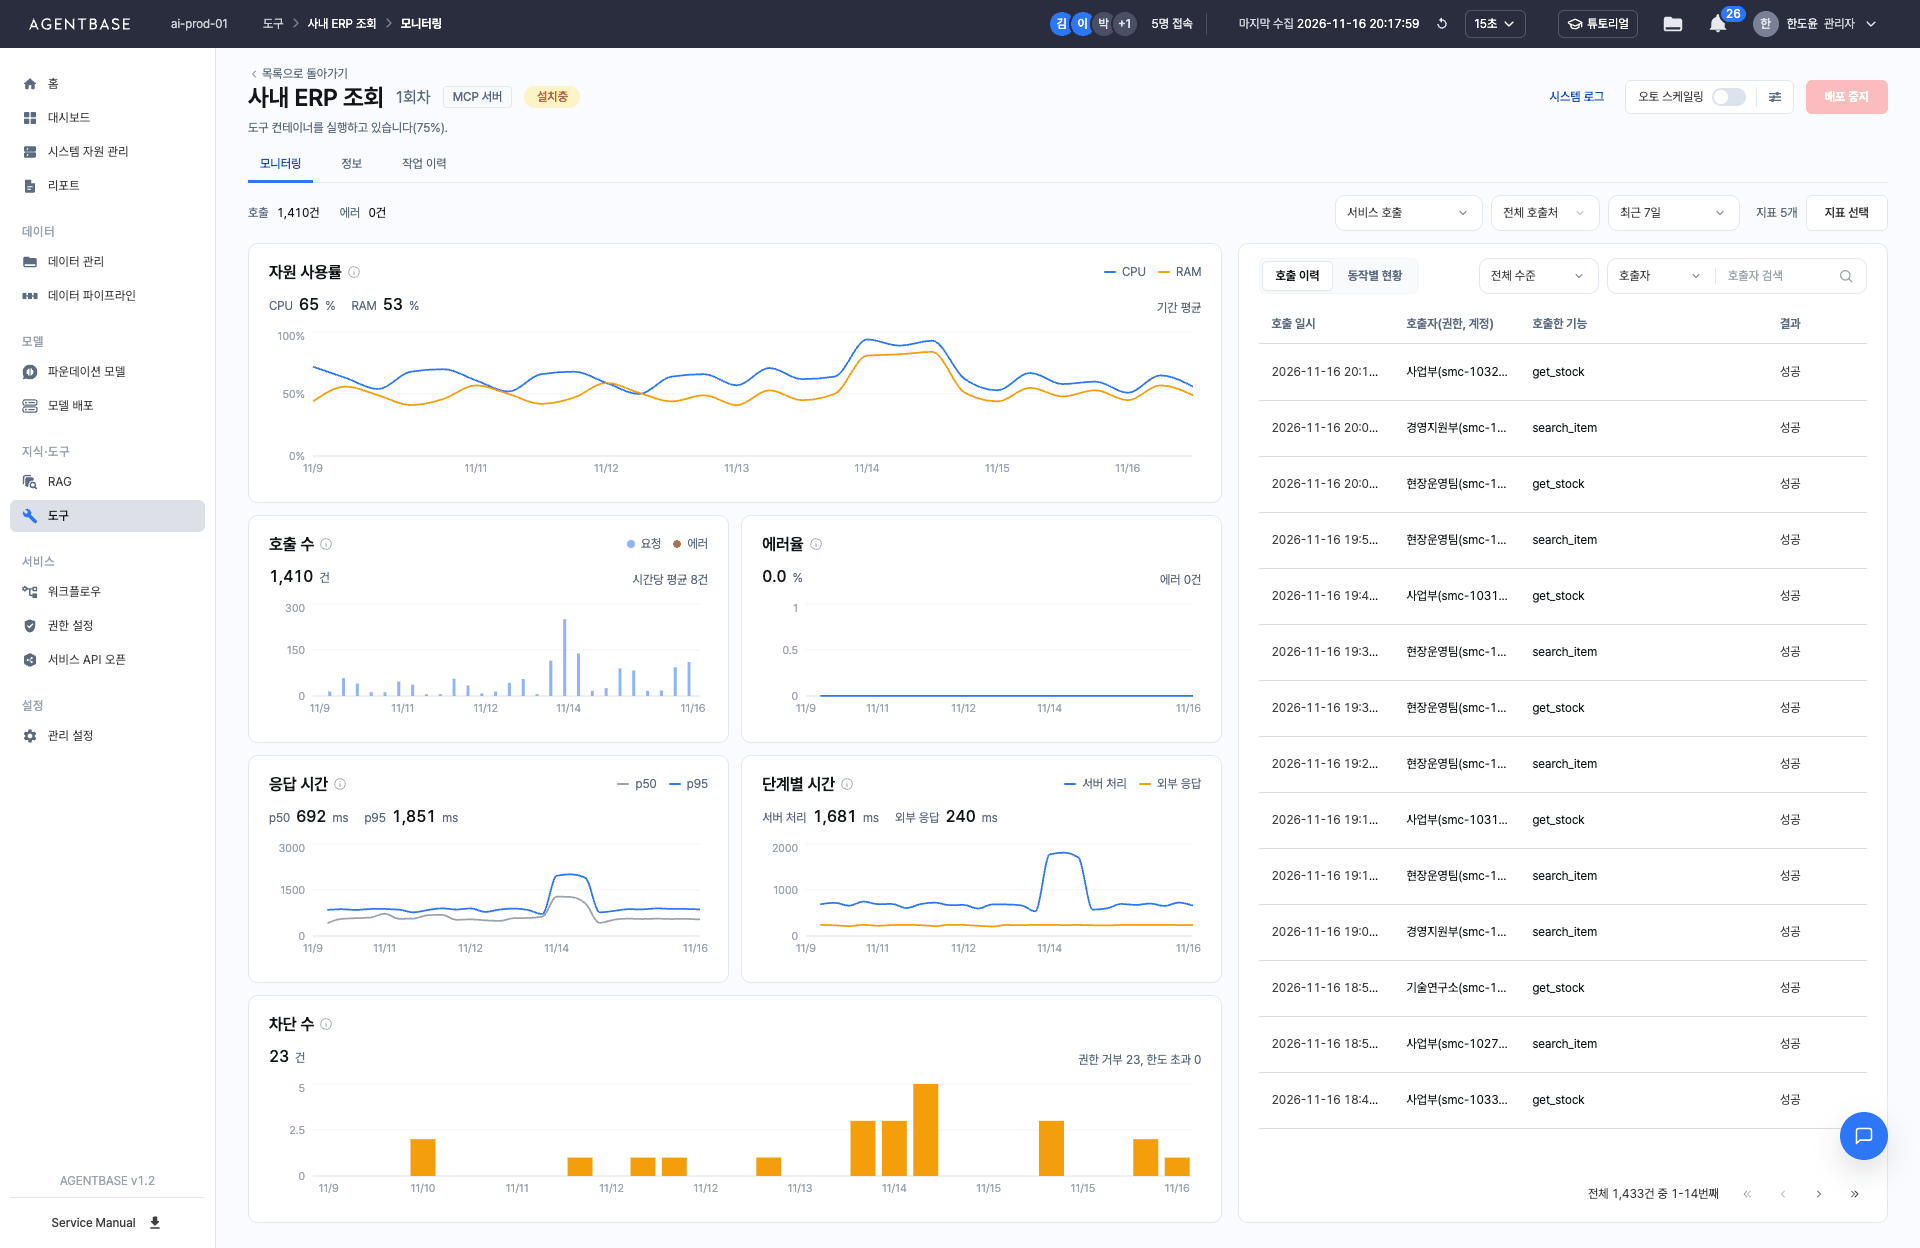 AGENTBASE ai-prod-01 도구 사내 ERP 조회 모니터링 김 이 박 +1 5명 접속 마지막 수집 2026-11-16 20:17:59 15초 튜토리얼 26 한 한도윤 관리자
홈
대시보드
시스템 자원 관리
리포트
데이터
데이터 관리
데이터 파이프라인
모델
파운데이션 모델
모델 배포
지식·도구
RAG
도구
서비스
워크플로우
권한 설정
서비스 API 오픈
설정
관리 설정
AGENTBASE v1.2
Service Manual
목록으로 돌아가기
사내 ERP 조회 1회차 MCP 서버 설치중
도구 컨테이너를 실행하고 있습니다(75%).
시스템 로그 오토 스케일링 배포 중지
모니터링 정보 작업 이력
호출 1,410건 에러 0건
서비스 호출 전체 호출처 최근 7일 지표 5개 지표 선택
자원 사용률 CPU RAM
CPU 65 % RAM 53 % 기간 평균
100%
50%
0%
11/9 11/11 11/12 11/13 11/14 11/15 11/16
호출 수 요청 에러
1,410 건 시간당 평균 8건
300
150
0
11/9 11/11 11/12 11/14 11/16
에러율
0.0 % 에러 0건
1
0.5
0
11/9 11/11 11/12 11/14 11/16
응답 시간 p50 p95
p50 692 ms p95 1,851 ms
3000
1500
0
11/9 11/11 11/12 11/14 11/16
단계별 시간 서버 처리 외부 응답
서버 처리 1,681 ms 외부 응답 240 ms
2000
1000
0
11/9 11/11 11/12 11/14 11/16
차단 수
23 건 권한 거부 23, 한도 초과 0
5
2.5
0
11/9 11/10 11/11 11/12 11/12 11/13 11/14 11/15 11/15 11/16
호출 이력 동작별 현황 전체 수준 호출자 호출자 검색
호출 일시 호출자(권한, 계정) 호출한 기능 결과
2026-11-16 20:1... 사업부(smc-1032... get_stock 성공
2026-11-16 20:0... 경영지원부(smc-1... search_item 성공
2026-11-16 20:0... 현장운영팀(smc-1... get_stock 성공
2026-11-16 19:5... 현장운영팀(smc-1... search_item 성공
2026-11-16 19:4... 사업부(smc-1031... get_stock 성공
2026-11-16 19:3... 현장운영팀(smc-1... search_item 성공
2026-11-16 19:3... 현장운영팀(smc-1... get_stock 성공
2026-11-16 19:2... 현장운영팀(smc-1... search_item 성공
2026-11-16 19:1... 사업부(smc-1031... get_stock 성공
2026-11-16 19:1... 현장운영팀(smc-1... search_item 성공
2026-11-16 19:0... 경영지원부(smc-1... search_item 성공
2026-11-16 18:5... 기술연구소(smc-1... get_stock 성공
2026-11-16 18:5... 사업부(smc-1027... search_item 성공
2026-11-16 18:4... 사업부(smc-1033... get_stock 성공
전체 1,433건 중 1-14번째